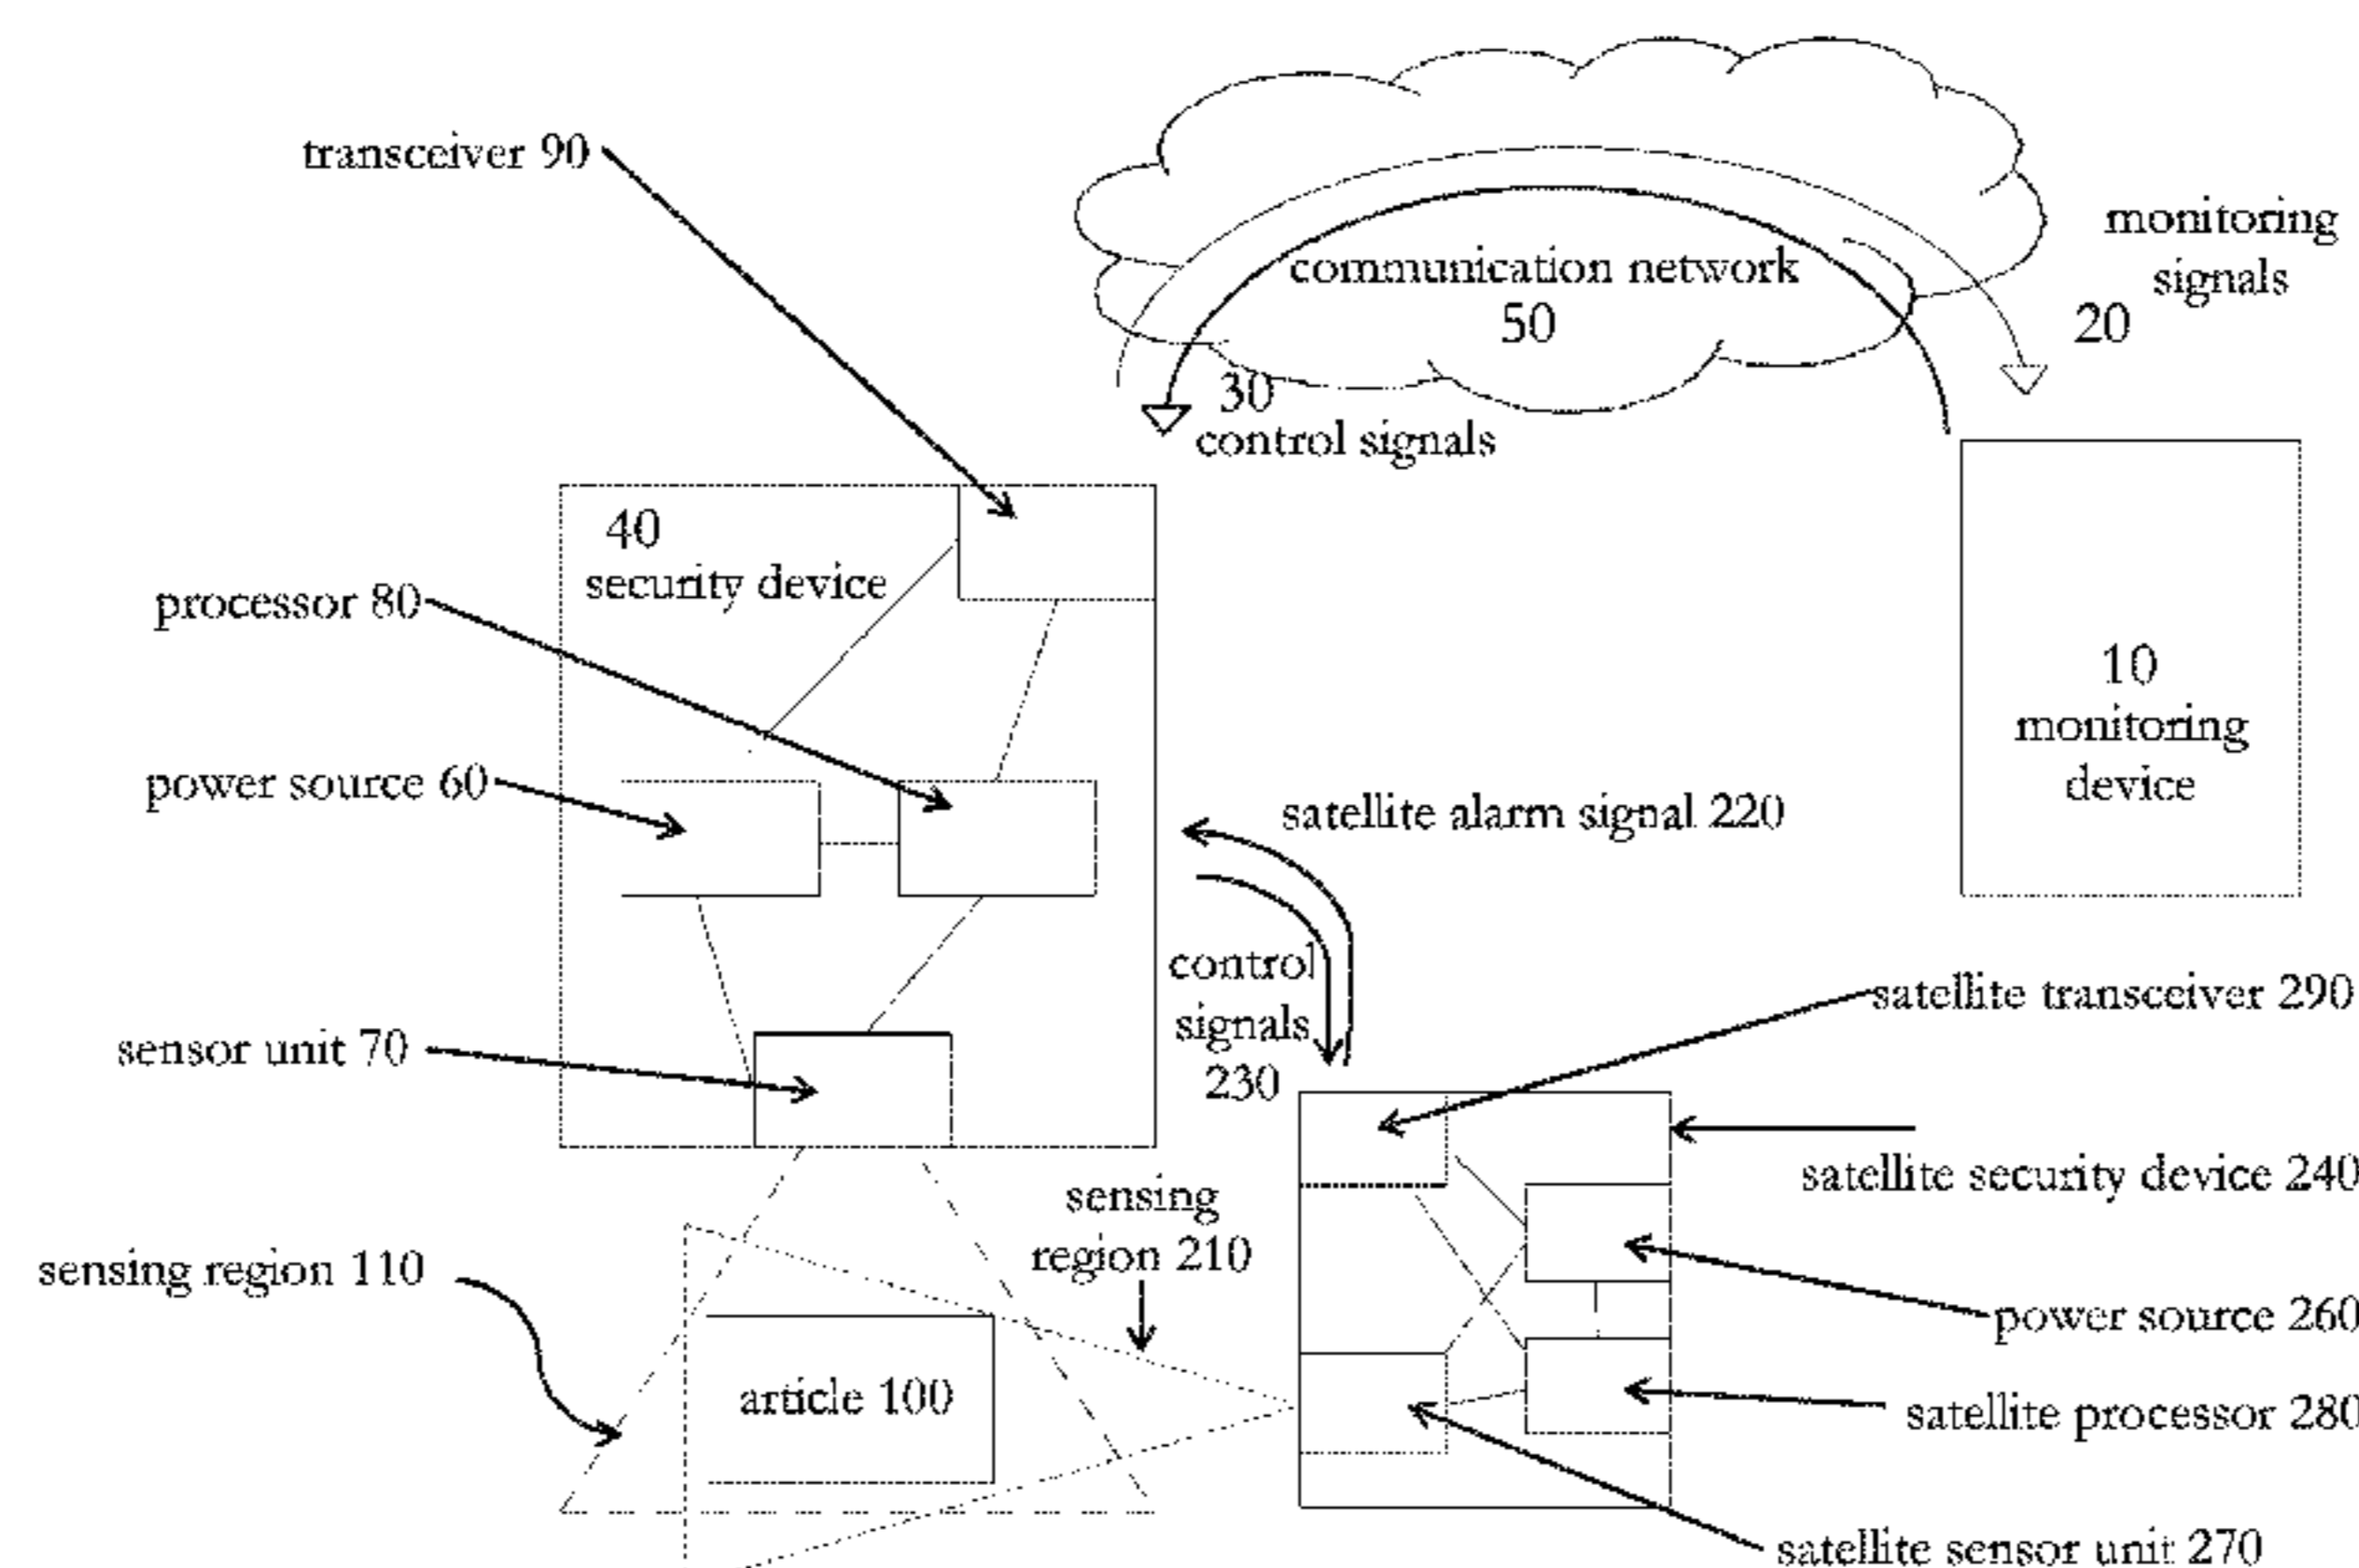 transceiver 90
monitoring
signals
20
communication network
50
30
control signals
40
security device
processor 80
10
monitoring
device
power source 60
satellite alarm signal 220
control
signals
230
satellite transceiver 290
sensor unit 70
satellite security device 240
sensing
region 210
sensing region 110
power source 260
article 100
satellite processor 280
satellite sensor unit 270